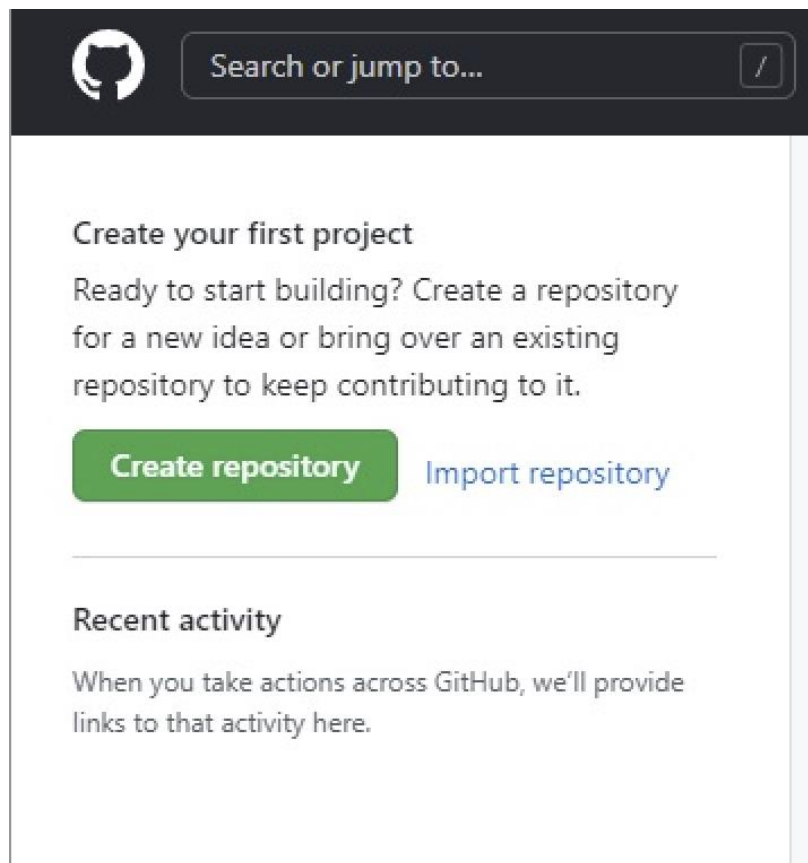 Search or jump to...
/
Create your first project
Ready to start building? Create a repository
for a new idea or bring over an existing
repository to keep contributing to it.
Create repository
Import repository
Recent activity
When you take actions across GitHub, we'll provide
links to that activity here.